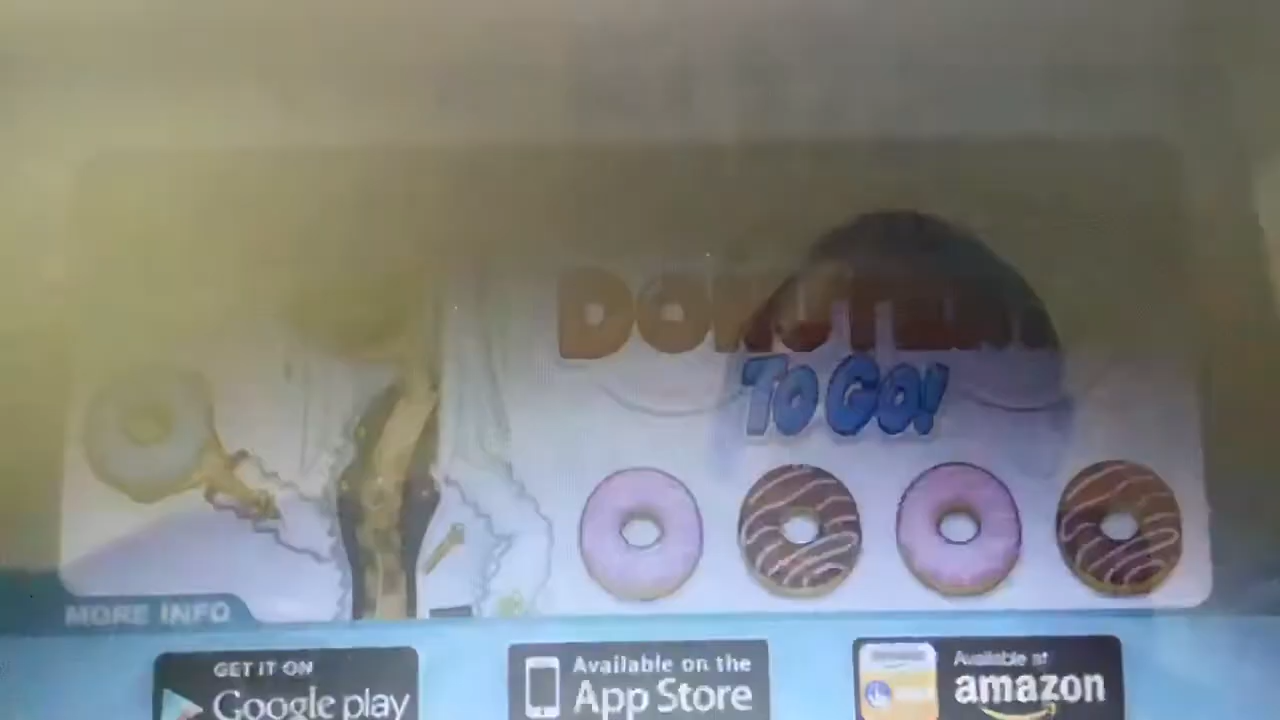 TO GO!
MORE INFO
GET IT ON
Google play
Available on the
App Store
Available at
amazon